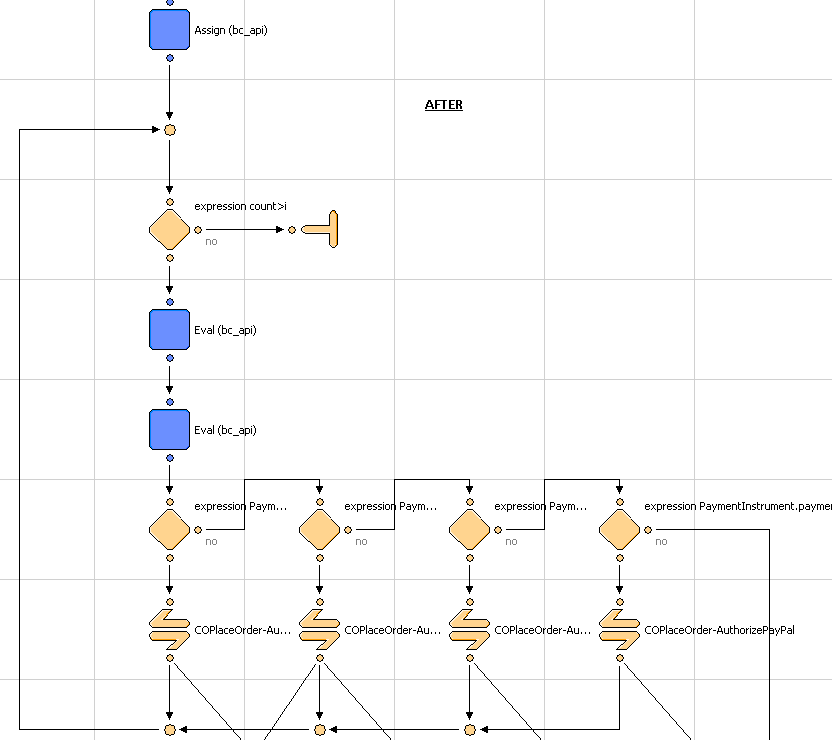 Assign (bc_api)
AFTER
expression count>i
no
Eval (bc_api)
Eval (bc_api)
expression Paym... expression Paym... expression Paym... expression PaymentInstrument.payme
no no no no
COPlaceOrder-Au... COPlaceOrder-Au... COPlaceOrder-Au... COPlaceOrder-AuthorizePayPal